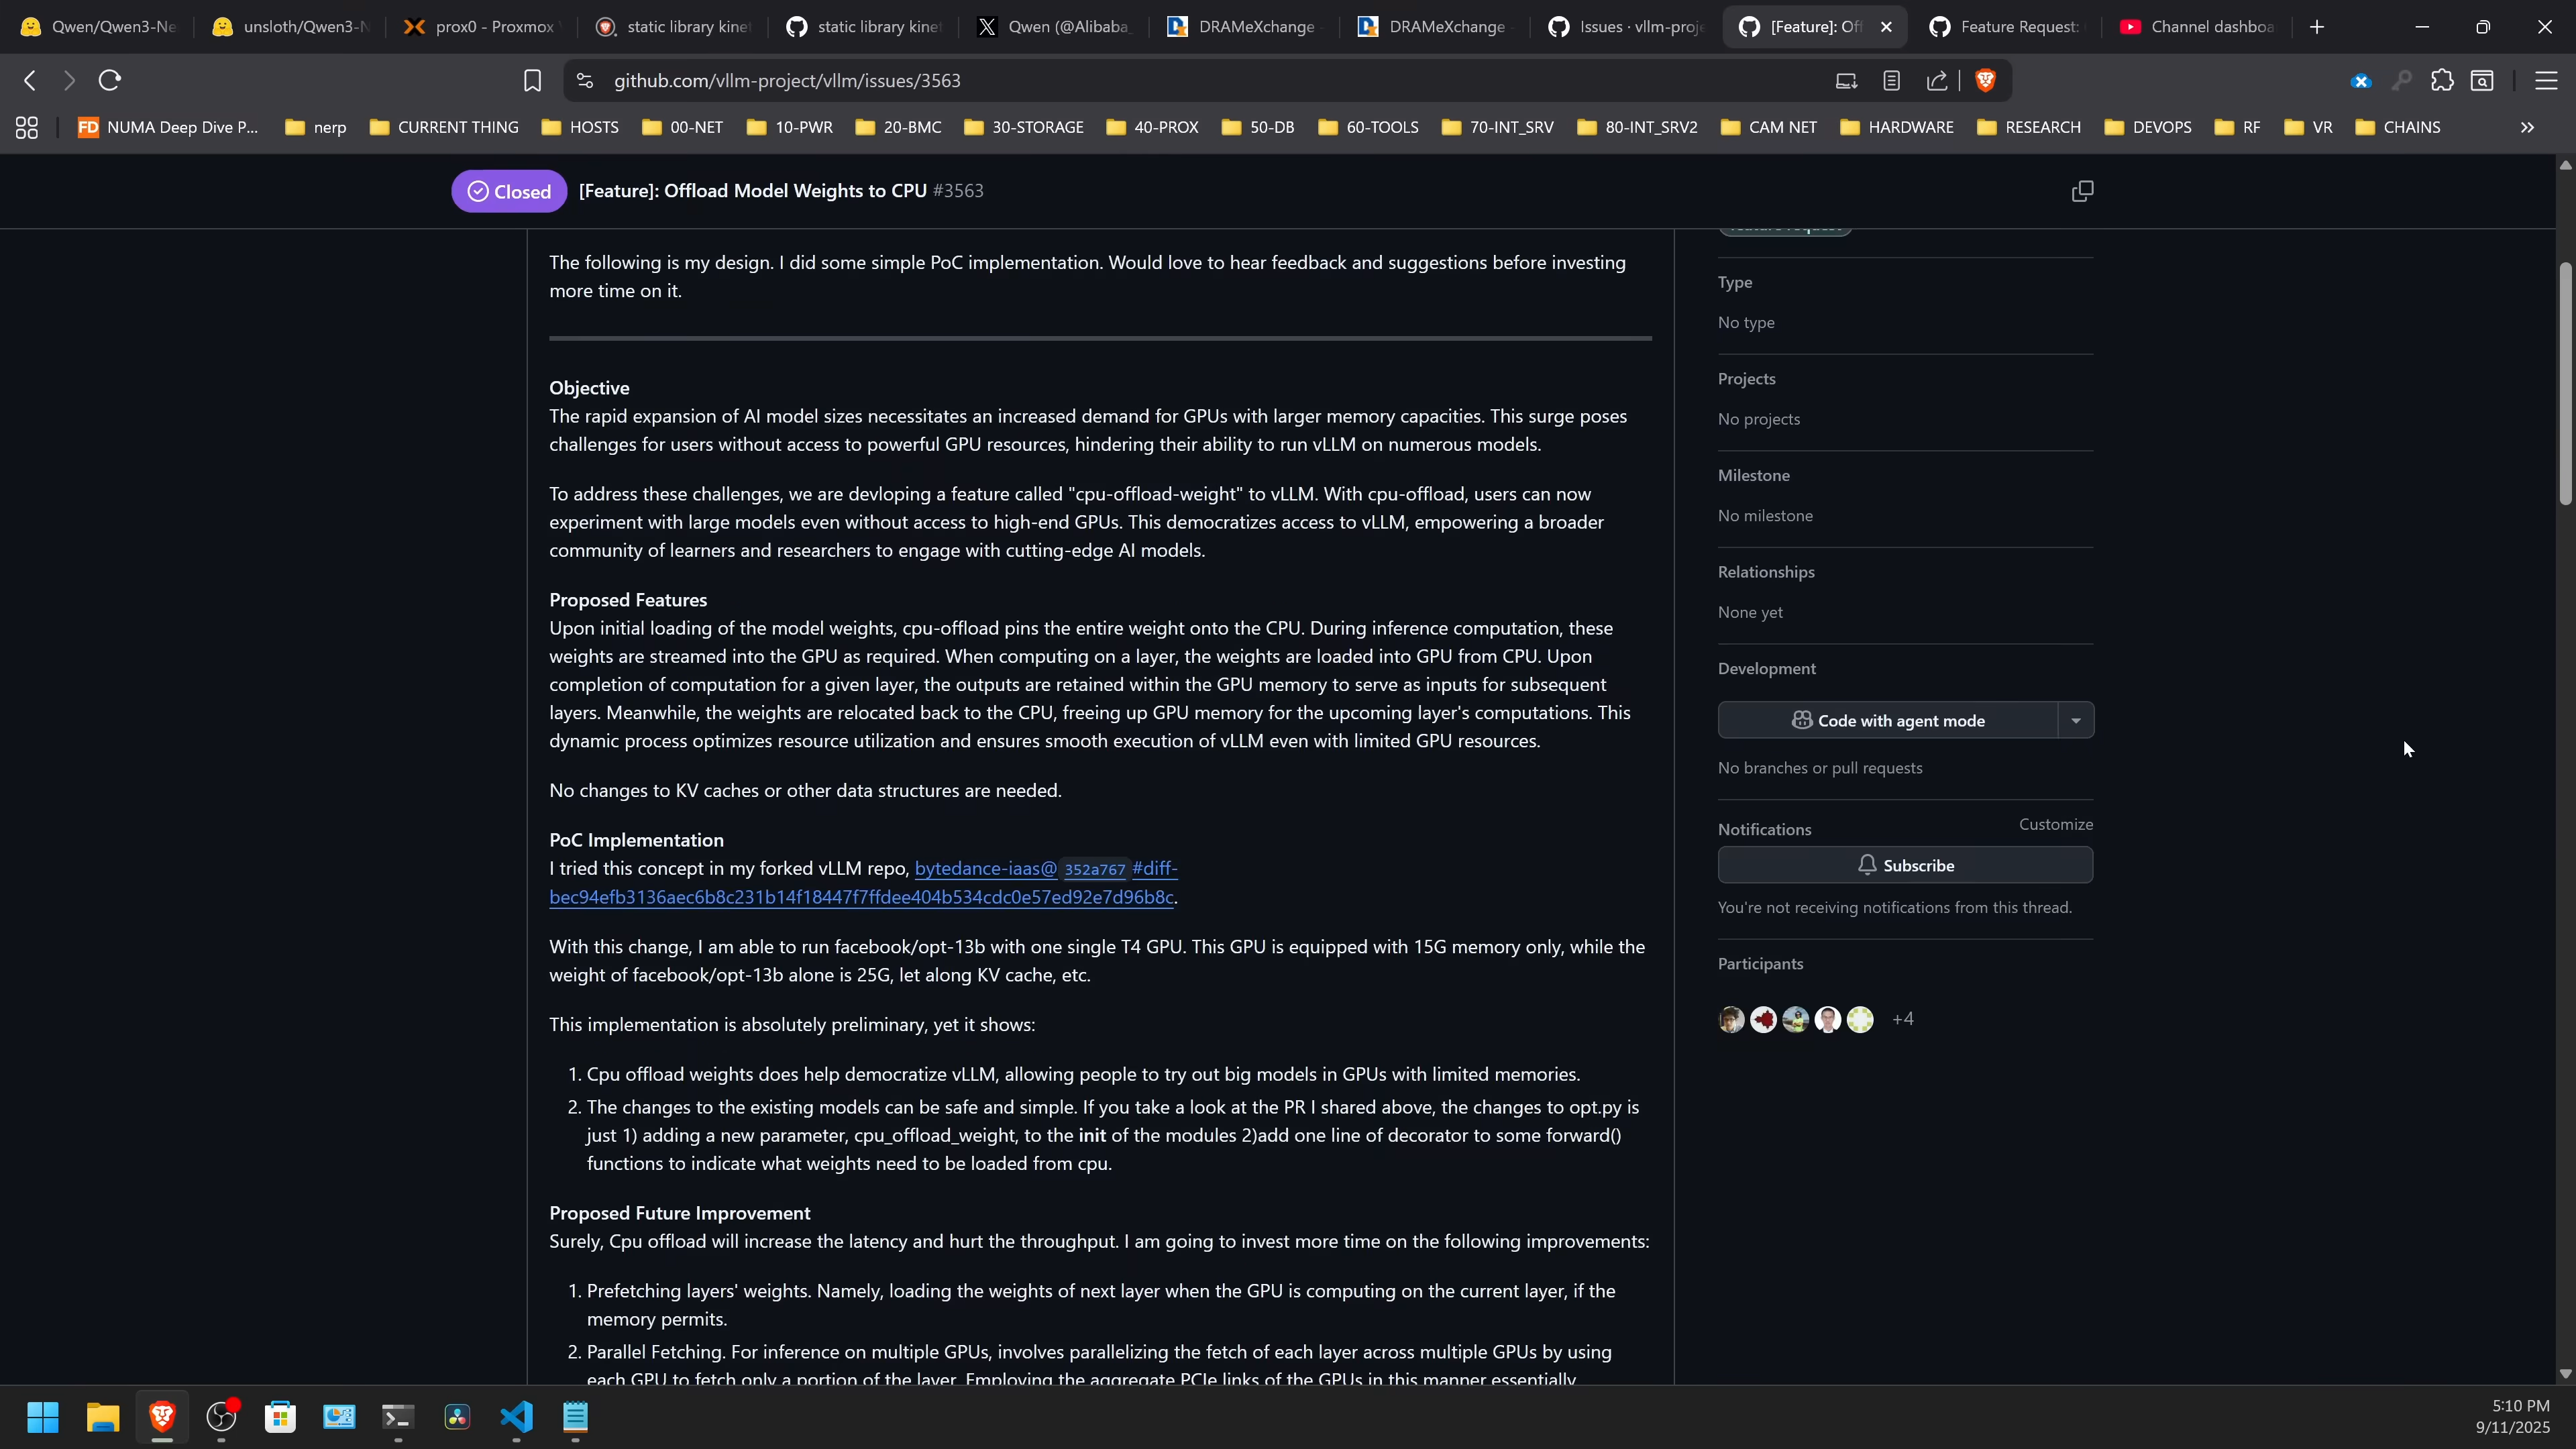 Qwen/Qwen3-Ne
unsloth/Qwen3-N
prox0 - Proxmox
static library kine
static library kine
Qwen (@Alibaba_
DRAMeXchange -
DRAMeXchange -
Issues · vllm-proje
[Feature]: Of
Feature Request:
Channel dashboa
github.com/vllm-project/vllm/issues/3563
FD NUMA Deep Dive P...
nerp
CURRENT THING
HOSTS
00-NET
10-PWR
20-BMC
30-STORAGE
40-PROX
50-DB
60-TOOLS
70-INT_SRV
80-INT_SRV2
CAM NET
HARDWARE
RESEARCH
DEVOPS
RF
VR
CHAINS
Closed
[Feature]: Offload Model Weights to CPU #3563
The following is my design. I did some simple PoC implementation. Would love to hear feedback and suggestions before investing
more time on it.
Objective
The rapid expansion of AI model sizes necessitates an increased demand for GPUs with larger memory capacities. This surge poses
challenges for users without access to powerful GPU resources, hindering their ability to run vLLM on numerous models.
To address these challenges, we are devloping a feature called "cpu-offload-weight" to vLLM. With cpu-offload, users can now
experiment with large models even without access to high-end GPUs. This democratizes access to vLLM, empowering a broader
community of learners and researchers to engage with cutting-edge AI models.
Proposed Features
Upon initial loading of the model weights, cpu-offload pins the entire weight onto the CPU. During inference computation, these
weights are streamed into the GPU as required. When computing on a layer, the weights are loaded into GPU from CPU. Upon
completion of computation for a given layer, the outputs are retained within the GPU memory to serve as inputs for subsequent
layers. Meanwhile, the weights are relocated back to the CPU, freeing up GPU memory for the upcoming layer's computations. This
dynamic process optimizes resource utilization and ensures smooth execution of vLLM even with limited GPU resources.
No changes to KV caches or other data structures are needed.
PoC Implementation
I tried this concept in my forked vLLM repo, bytedance-iaas@352a767#diff-
bec94efb3136aec6b8c231b14f18447f7ffdee404b534cdc0e57ed92e7d96b8c.
With this change, I am able to run facebook/opt-13b with one single T4 GPU. This GPU is equipped with 15G memory only, while the
weight of facebook/opt-13b alone is 25G, let along KV cache, etc.
This implementation is absolutely preliminary, yet it shows:
1. Cpu offload weights does help democratize vLLM, allowing people to try out big models in GPUs with limited memories.
2. The changes to the existing models can be safe and simple. If you take a look at the PR I shared above, the changes to opt.py is
just 1) adding a new parameter, cpu_offload_weight, to the init of the modules 2)add one line of decorator to some forward()
functions to indicate what weights need to be loaded from cpu.
Proposed Future Improvement
Surely, Cpu offload will increase the latency and hurt the throughput. I am going to invest more time on the following improvements:
1. Prefetching layers' weights. Namely, loading the weights of next layer when the GPU is computing on the current layer, if the
memory permits.
2. Parallel Fetching. For inference on multiple GPUs, involves parallelizing the fetch of each layer across multiple GPUs by using
each GPU to fetch only a portion of the layer. Employing the aggregate PCIe links of the GPUs in this manner essentially
feature request
Type
No type
Projects
No projects
Milestone
No milestone
Relationships
None yet
Development
Code with agent mode
No branches or pull requests
Notifications
Customize
Subscribe
You're not receiving notifications from this thread.
Participants
+4
5:10 PM
9/11/2025